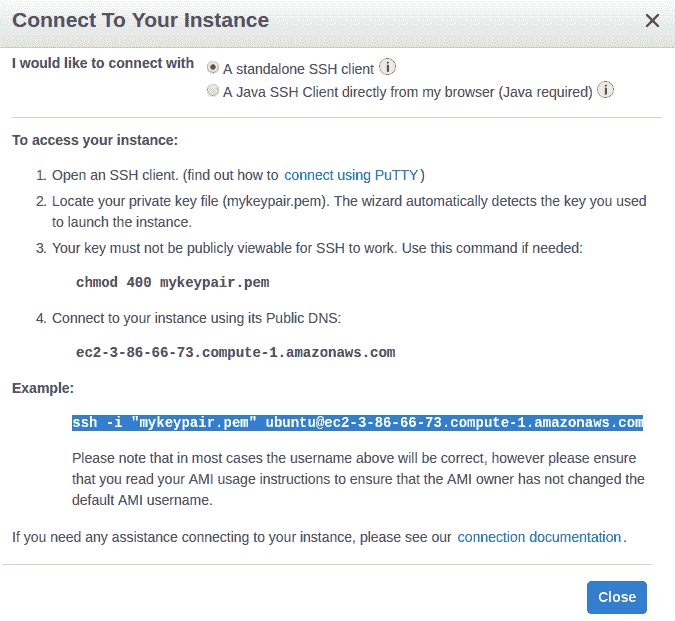 Connect To Your Instance
I would like to connect with
A standalone SSH client
A Java SSH Client directly from my browser (Java required)
To access your instance:
1. Open an SSH client. (find out how to connect using PuTTY)
2. Locate your private key file (mykeypair.pem). The wizard automatically detects the key you used
to launch the instance.
3. Your key must not be publicly viewable for SSH to work. Use this command if needed:
chmod 400 mykeypair.pem
4. Connect to your instance using its Public DNS:
ec2-3-86-66-73.compute-1.amazonaws.com
Example:
ssh -i "mykeypair.pem" ubuntu@ec2-3-86-66-73.compute-1.amazonaws.com
Please note that in most cases the username above will be correct, however please ensure
that you read your AMI usage instructions to ensure that the AMI owner has not changed the
default AMI username.
If you need any assistance connecting to your instance, please see our connection documentation.
Close